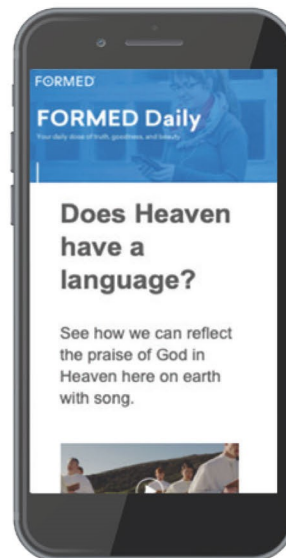 FORMED
FORMED Daily
Your daily dose of truth, goodness, and beauty
Does Heaven
have a
language?
See how we can reflect
the praise of God in
Heaven here on earth
with song.